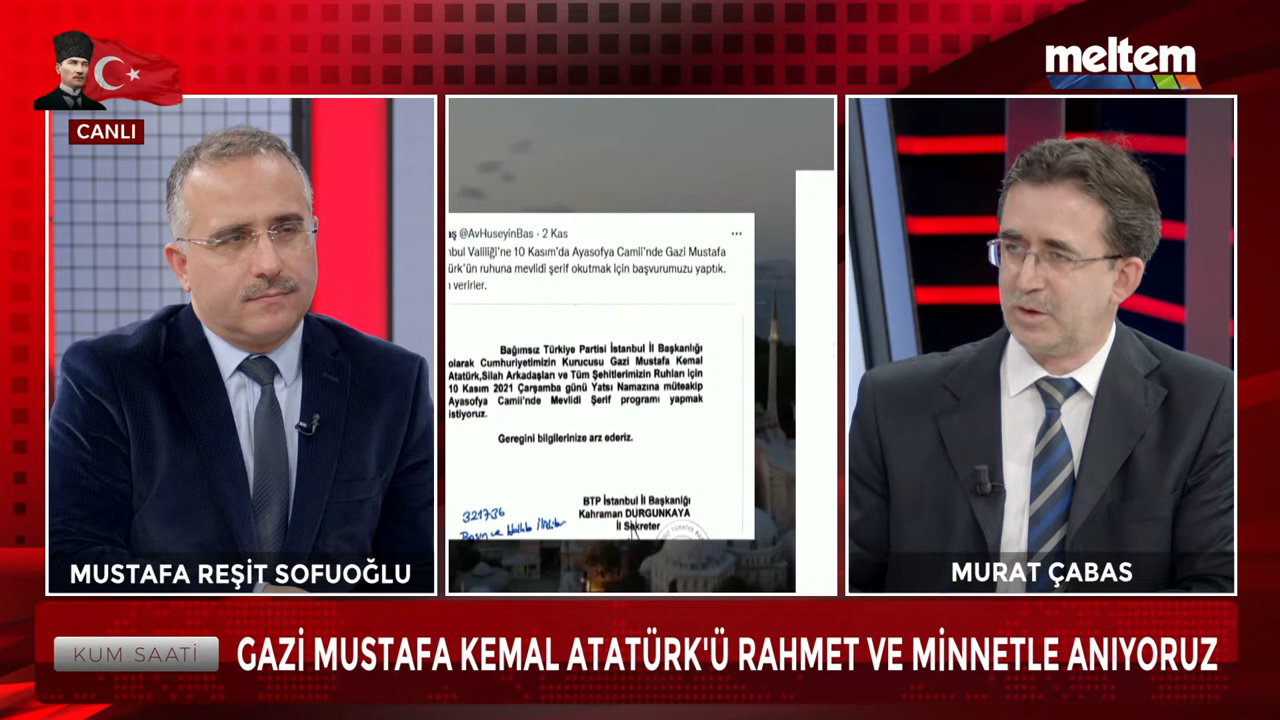 meltem
CANLI
ış @AvHuseyinBas · 2 Kas
nbul Valiliği'ne 10 Kasım'da Ayasofya Camii'nde Gazi Mustafa
türk'ün ruhuna mevlidi şerif okutmak için başvurumuzu yaptık.
verirler.
Bağımsız Türkiye Partisi İstanbul İl Başkanlığı
olarak Cumhuriyetimizin Kurucusu Gazi Mustafa Kemal
Atatürk,Silah Arkadaşları ve Tüm Şehitlerimizin Ruhları için
10 Kasım 2021 Çarşamba günü Yatsı Namazına müteakip
Ayasofya Camii'nde Mevlidi Şerif programı yapmak
istiyoruz.
Geregini bilgilerinize arz ederiz.
BTP İstanbul İl Başkanlığı
Kahraman DURGUNKAYA
İl Sekreter
321736
MUSTAFA REŞİT SOFUOĞLU
MURAT ÇABAS
KUM SAATİ
GAZİ MUSTAFA KEMAL ATATÜRK'Ü RAHMET VE MİNNETLE ANIYORUZ